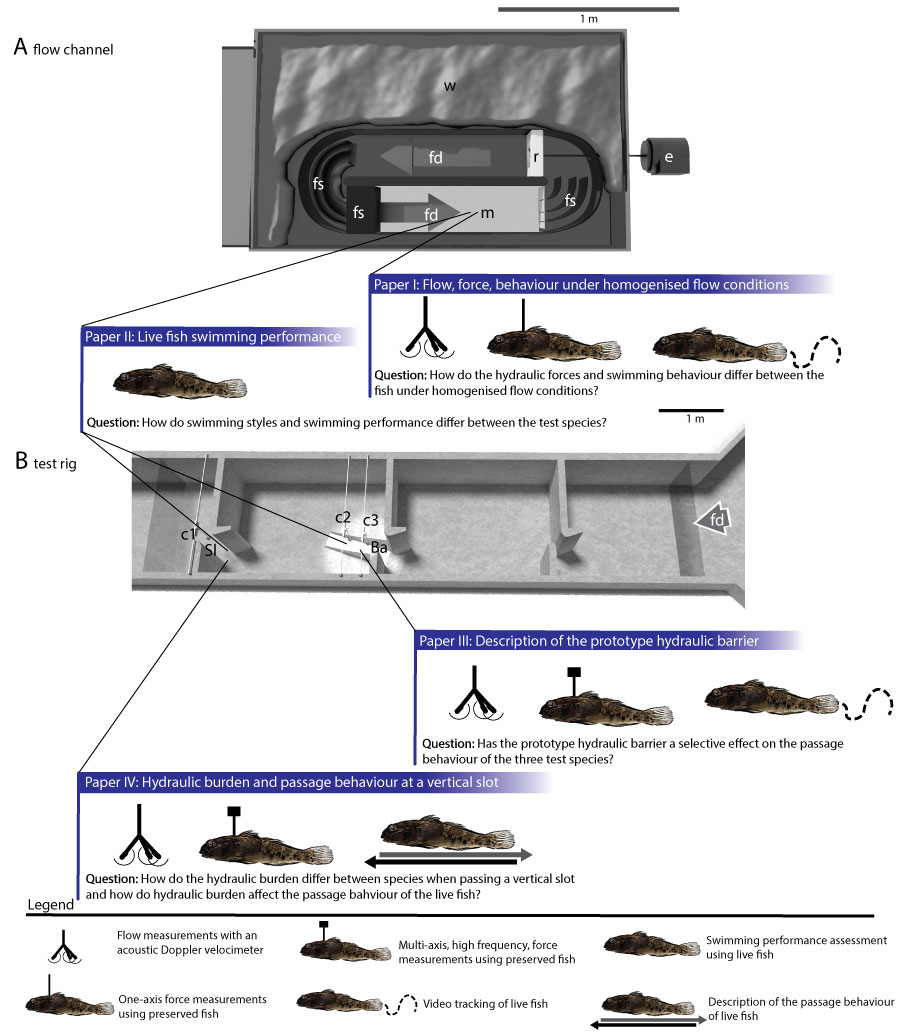 1 m
A flow channel
w
fd
r
e
fs
fs
fs
fd
m
Paper I: Flow, force, behaviour under homogenised flow conditions
Question: How do the hydraulic forces and swimming behaviour differ between the
fish under homogenised flow conditions?
Paper II: Live fish swimming performance
Question: How do swimming styles and swimming performance differ between the test species?
1 m
B test rig
c1
Sl
c2
c3
Ba
fd
Paper III: Description of the prototype hydraulic barrier
Question: Has the prototype hydraulic barrier a selective effect on the passage
behaviour of the three test species?
Paper IV: Hydraulic burden and passage behaviour at a vertical slot
Question: How do the hydraulic burden differ between species when passing a vertical slot
and how do hydraulic burden affect the passage bahviour of the live fish?
Legend
Flow measurements with an
acoustic Doppler velocimeter
Multi-axis, high frequency, force
measurements using preserved fish
Swimming performance assessment
using live fish
One-axis force measurements
using preserved fish
Video tracking of live fish
Description of the passage behaviour
of live fish